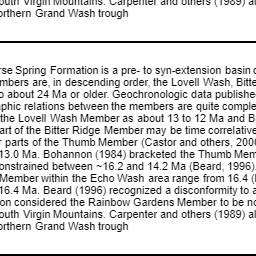 outh Virgin Mountains. Carpenter and others (1989) al
orthern Grand Wash trough
rse Spring Formation is a pre- to syn-extension basin
mbers are, in descending order, the Lovell Wash, Bitte
o about 24 Ma or older. Geochronologic data publishe
phic relations between the members are quite comple
the Lovell Wash Member as about 13 to 12 Ma and B
art of the Bitter Ridge Member may be time correlative
r parts of the Thumb Member (Castor and others, 200
13.0 Ma. Bohannon (1984) bracketed the Thumb Mem
onstrained between ~16.2 and 14.2 Ma (Beard, 1996).
Member within the Echo Wash area range from 16.4 (
16.4 Ma. Beard (1996) recognized a disconformity to a
on considered the Rainbow Gardens Member to be no
outh Virgin Mountains. Carpenter and others (1989) al
orthern Grand Wash trough